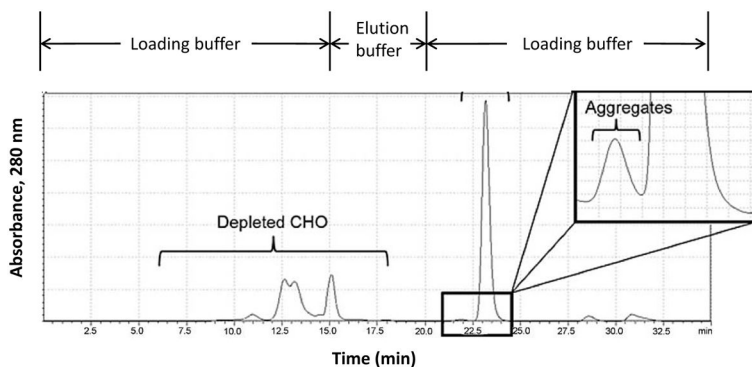 Loading buffer
Elution
buffer
Loading buffer
Aggregates
Depleted CHO
Absorbance, 280 nm
2.5 5.0 7.5 10.0 12.5 15.0 17.5 20.0 22.5 25.0 27.5 30.0 32.5 min
Time (min)